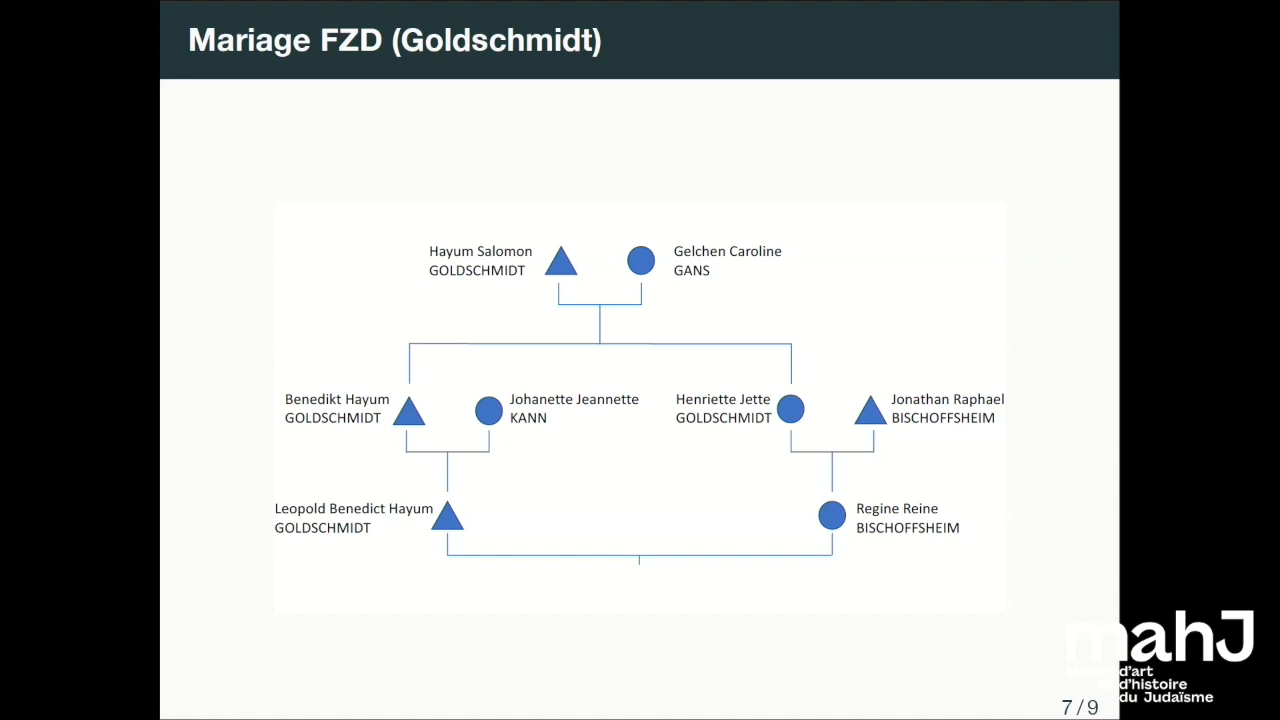 Mariage FZD (Goldschmidt)
Hayum Salomon
GOLDSCHMIDT
Gelchen Caroline
GANS
Benedikt Hayum
GOLDSCHMIDT
Johanette Jeannette
KANN
Henriette Jette
GOLDSCHMIDT
Jonathan Raphael
BISCHOFFSHEIM
Leopold Benedict Hayum
GOLDSCHMIDT
Regine Reine
BISCHOFFSHEIM
mahJ
d'art
d'histoire
du Judaïsme
7/9